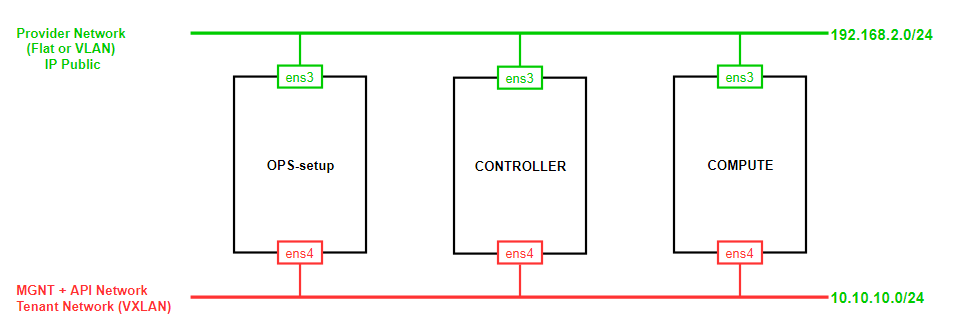 Provider Network
(Flat or VLAN)
IP Public
192.168.2.0/24
ens3
ens3
ens3
OPS-setup
CONTROLLER
COMPUTE
ens4
ens4
ens4
MGNT + API Network
Tenant Network (VXLAN)
10.10.10.0/24